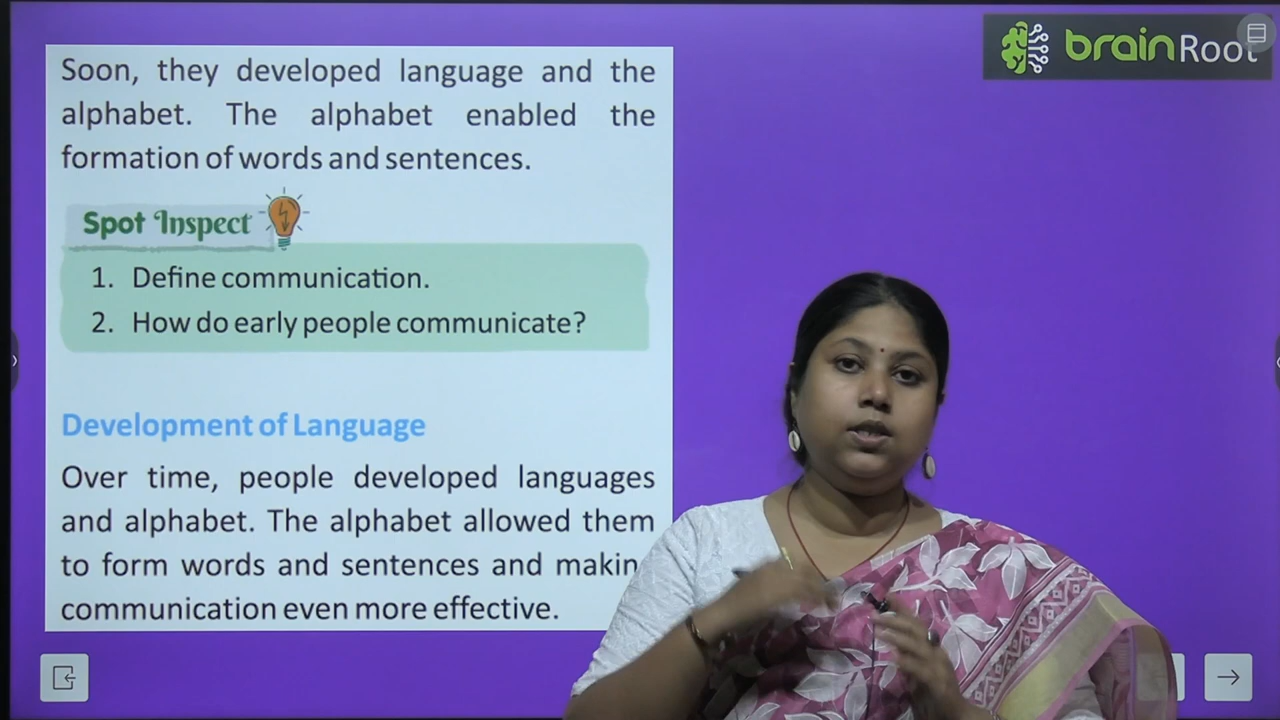 Soon, they developed language and the
alphabet. The alphabet enabled the
formation of words and sentences.
Spot Inspect
1. Define communication.
2. How do early people communicate?
Development of Language
Over time, people developed languages
and alphabet. The alphabet allowed them
to form words and sentences and making
communication even more effective.
brainRoot